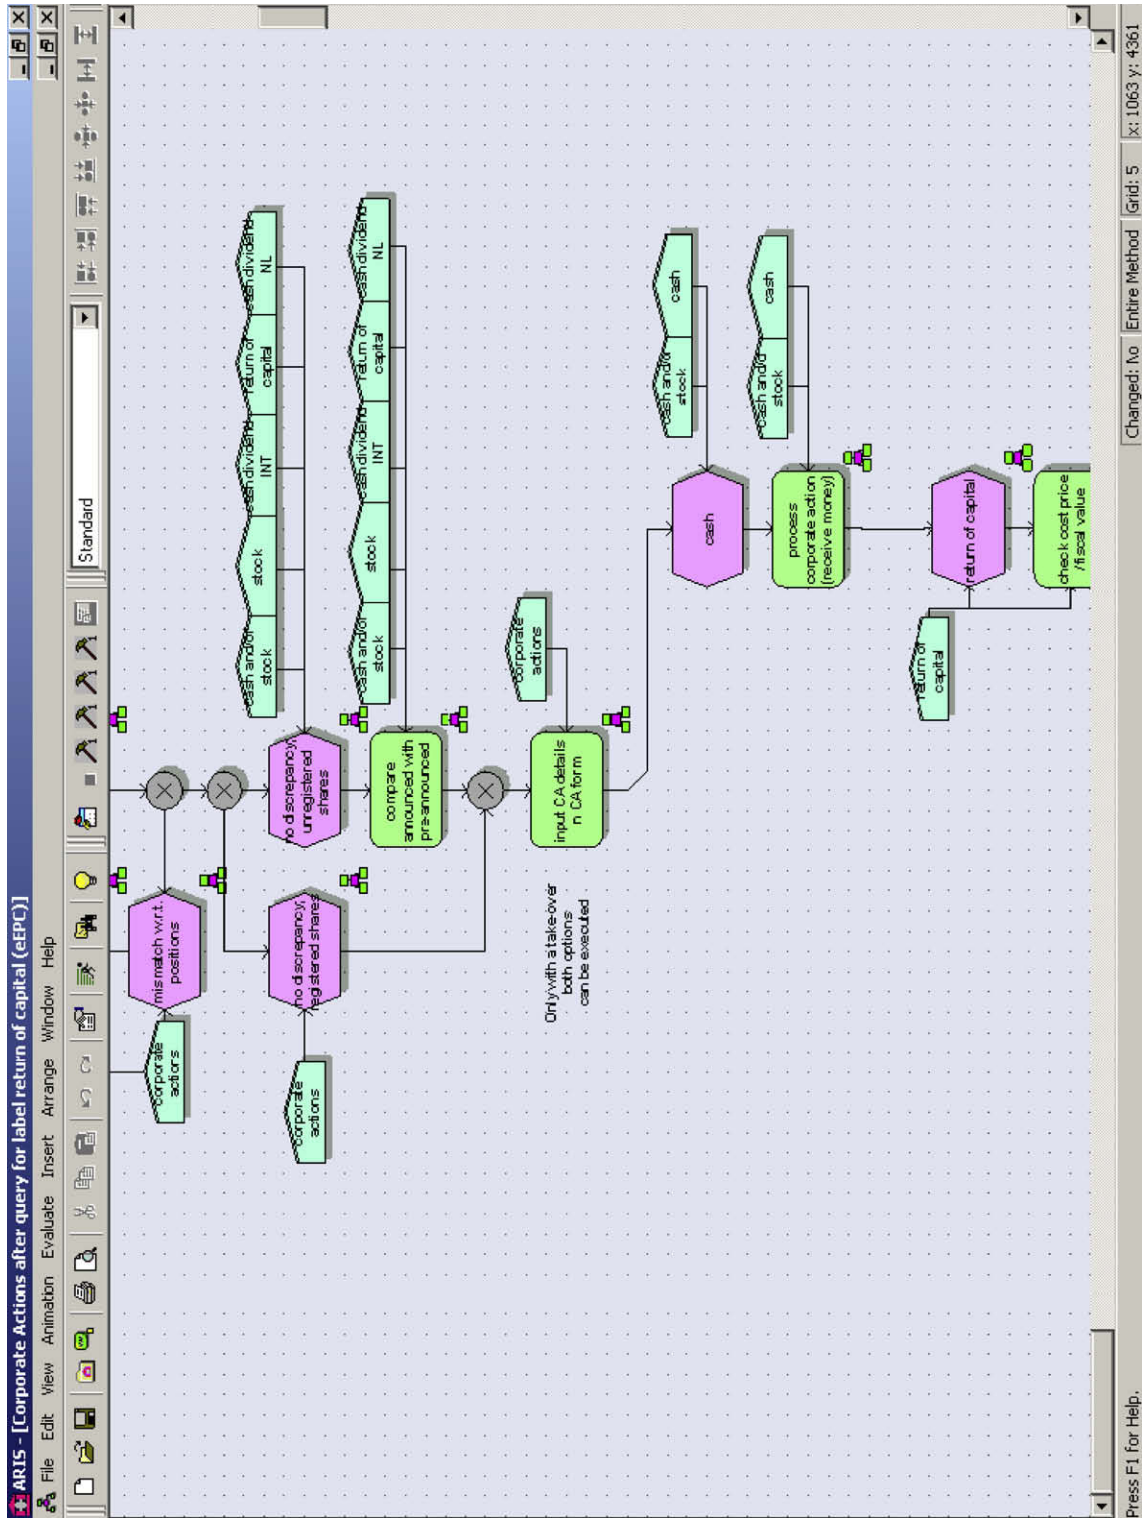 ARIS - [Corporate Actions after query for label return of capital (eEPC)]
File Edit View Animation Evaluate Insert Arrange Window Help
Standard
corporate
actions
mismatch w.r.t.
positions
corporate
actions
no discrepancy,
registered shares
no discrepancy,
unregistered
shares
cash and/or
stock
stock
cash dividend
INT
return of
capital
cash dividend
NL
compare
announced with
pre-announced
cash and/or
stock
stock
cash dividend
INT
return of
capital
cash dividend
NL
Only with a take-over
both options
can be executed
input CA details
n CA form
corporate
actions
cash
cash and/or
stock
cash
process
corporate action
(receive money)
cash and/or
stock
cash
return of
capital
return of capital
check cost price
/ fiscal value
Press F1 for Help.
Changed: No
Entire Method
Grid: 5
x: 1063 y: 4361